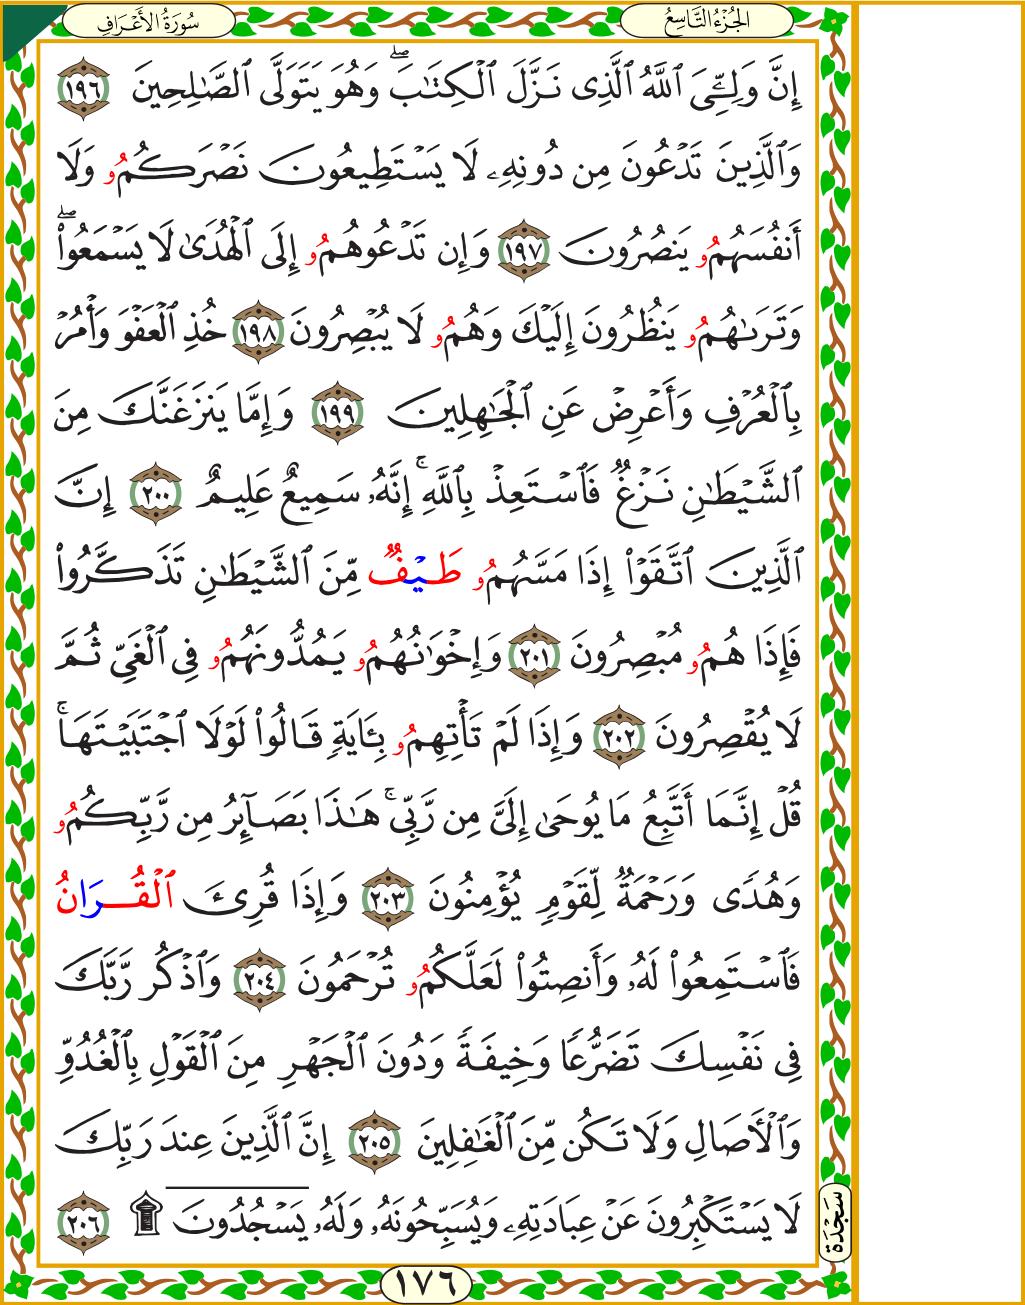 الجُزْءُ التَّاسِعُ
سُورَةُ الأَعْرَافِ
إِنَّ وَلِـِّۧيَ ٱللَّهُ ٱلَّذِى نَزَّلَ ٱلْكِتَٰبَۖ وَهُوَ يَتَوَلَّى ٱلصَّٰلِحِينَ ١٩٦
وَٱلَّذِينَ تَدْعُونَ مِن دُونِهِۦ لَا يَسْتَطِيعُونَ نَصْرَكُمُو وَلَا
أَنفُسَهُمُو يَنصُرُونَ ١٩٧ وَإِن تَدْعُوهُمُو إِلَى ٱلْهُدَىٰ لَا يَسْمَعُوا۟ۖ
وَتَرَىٰهُمُو يَنظُرُونَ إِلَيْكَ وَهُمُو لَا يُبْصِرُونَ ١٩٨ خُذِ ٱلْعَفْوَ وَأْمُرْ
بِٱلْعُرْفِ وَأَعْرِضْ عَنِ ٱلْجَٰهِلِينَ ١٩٩ وَإِمَّا يَنزَغَنَّكَ مِنَ
ٱلشَّيْطَٰنِ نَزْغٌ فَٱسْتَعِذْ بِٱللَّهِۚ إِنَّهُۥ سَمِيعٌ عَلِيمٌ ٢٠٠ إِنَّ
ٱلَّذِينَ ٱتَّقَوْا۟ إِذَا مَسَّهُمُو طَيْفٌ مِّنَ ٱلشَّيْطَٰنِ تَذَكَّرُوا۟
فَإِذَا هُمُو مُبْصِرُونَ ٢٠١ وَإِخْوَٰنُهُمُو يَمُدُّونَهُمُو فِى ٱلْغَىِّ ثُمَّ
لَا يُقْصِرُونَ ٢٠٢ وَإِذَا لَمْ تَأْتِهِمُو بِـَٔايَةٍ قَالُوا۟ لَوْلَا ٱجْتَبَيْتَهَاۚ
قُلْ إِنَّمَا أَتَّبِعُ مَا يُوحَىٰ إِلَىَّ مِن رَّبِّىۚ هَٰذَا بَصَآئِرُ مِن رَّبِّكُمُو
وَهُدًى وَرَحْمَةٌ لِّقَوْمٍ يُؤْمِنُونَ ٢٠٣ وَإِذَا قُرِئَ ٱلْقُرَانُ
فَٱسْتَمِعُوا۟ لَهُۥ وَأَنصِتُوا۟ لَعَلَّكُمُو تُرْحَمُونَ ٢٠٤ وَٱذْكُر رَّبَّكَ
فِى نَفْسِكَ تَضَرُّعًا وَخِيفَةً وَدُونَ ٱلْجَهْرِ مِنَ ٱلْقَوْلِ بِٱلْغُدُوِّ
وَٱلْأَصَالِ وَلَا تَكُن مِّنَ ٱلْغَٰفِلِينَ ٢٠٥ إِنَّ ٱلَّذِينَ عِندَ رَبِّكَ
لَا يَسْتَكْبِرُونَ عَنْ عِبَادَتِهِۦ وَيُسَبِّحُونَهُۥ وَلَهُۥ يَسْجُدُونَ ۩ ٢٠٦
سَجْدَة
١٧٦